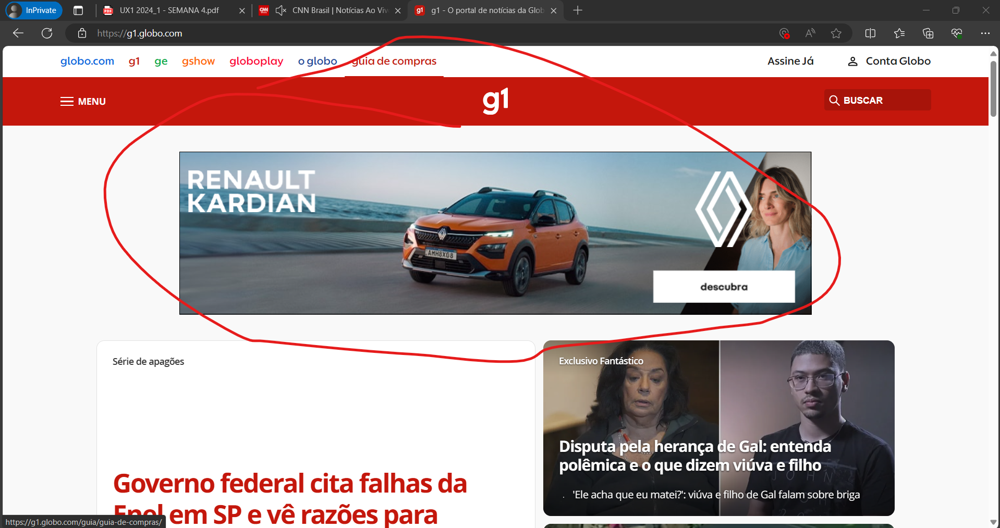 InPrivate
UX1 2024_1 - SEMANA 4.pdf
CNN Brasil | Notícias Ao Viv
g1 - O portal de notícias da Glob
https://g1.globo.com
globo.com g1 ge gshow globoplay o globo guia de compras
Assine Já
Conta Globo
MENU
g1
BUSCAR
RENAULT
KARDIAN
AMH8X08
descubra
Série de apagões
Governo federal cita falhas da
Enel em SP e vê razões para
Exclusivo Fantástico
Disputa pela herança de Gal: entenda
polêmica e o que dizem viúva e filho
'Ele acha que eu matei?': viúva e filho de Gal falam sobre briga
JOHN
https://g1.globo.com/guia/guia-de-compras/